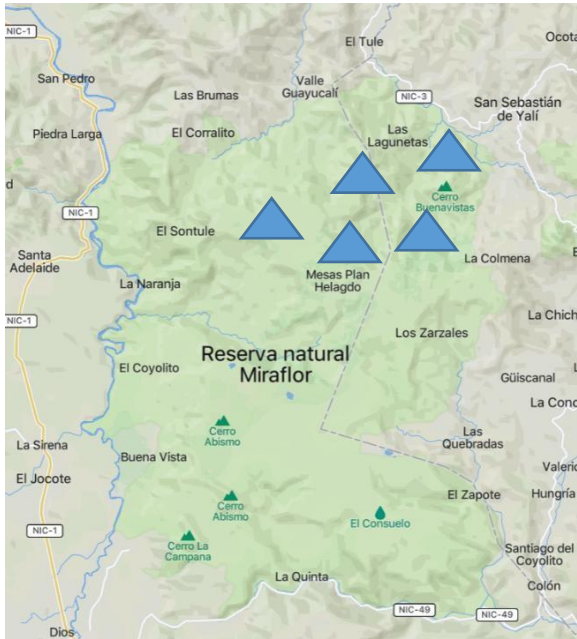 NIC-1
El Tule
Ocota
San Pedro
Valle
Guayucalí
Las Brumas
NIC-3
San Sebastián
de Yalí
Piedra Larga
El Corralito
Las
Lagunetas
d
Cerro
Buenavistas
NIC-1
El Sontule
Santa
Adelaide
Mesas Plan
Helagdo
La Colmena
E
La Naranja
La Chich
NIC-1
Los Zarzales
Reserva natural
Miraflor
El Coyolito
L
Güiscanal
La Conc
Cerro
Abismo
La Sirena
Buena Vista
Las
Quebradas
El Jocote
Valerio
Cerro
Abismo
El Zapote
Hungría
NIC-1
El Consuelo
Cerro La
Campana
Santiago del
Coyolito
La Quinta
Colón
NIC-49
NIC-49
Dios